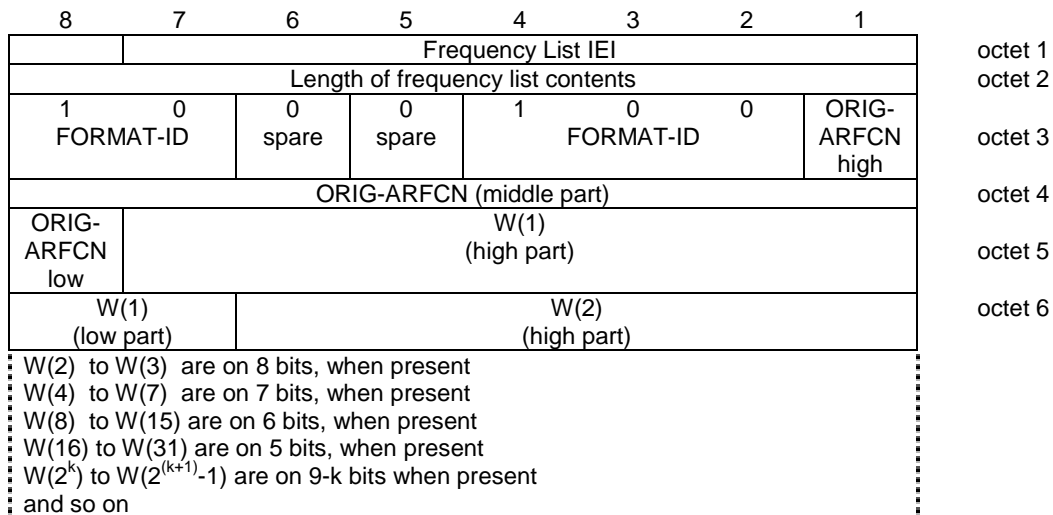 8 7 6 5 4 3 2 1
Frequency List IEI octet 1
Length of frequency list contents octet 2
1 0 0 0 1 0 0 ORIG-
FORMAT-ID spare spare FORMAT-ID ARFCN octet 3
high
ORIG-ARFCN (middle part) octet 4
ORIG- W(1)
ARFCN (high part) octet 5
low
W(1) W(2) octet 6
(low part) (high part)
W(2) to W(3) are on 8 bits, when present
W(4) to W(7) are on 7 bits, when present
W(8) to W(15) are on 6 bits, when present
W(16) to W(31) are on 5 bits, when present
W(2^k) to W(2^(k+1)-1) are on 9-k bits when present
and so on